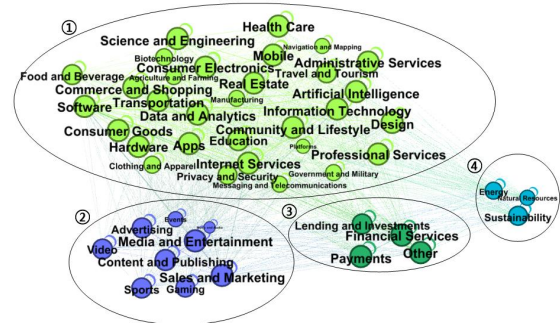 ①
Health Care
Science and Engineering
Navigation and Mapping
Biotechnology
Mobile
Administrative Services
Consumer Electronics
Food and Beverage
Agriculture and Farming
Travel and Tourism
Commerce and Shopping
Real Estate
Artificial Intelligence
Software
Transportation
Manufacturing
Data and Analytics
Information Technology
Consumer Goods
Community and Lifestyle
Design
Hardware
Apps
Education
Platforms
Professional Services
Clothing and Apparel
Internet Services
Privacy and Security
Government and Military
Messaging and Telecommunications
④
Energy
Natural Resources
Sustainability
②
Events
Advertising
Media and Entertainment
Video
Content and Publishing
Sales and Marketing
Sports
Gaming
③
Lending and Investments
Financial Services
Payments
Other